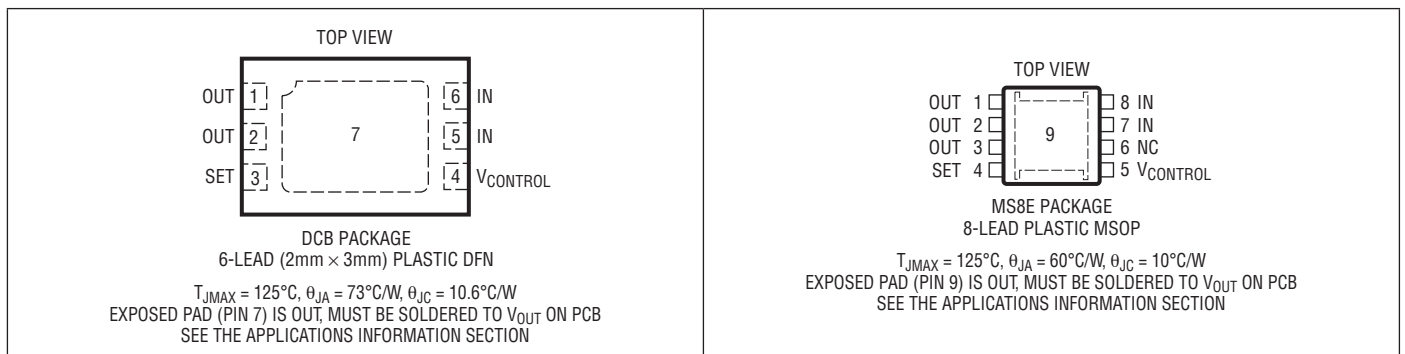 TOP VIEW
OUT 1
OUT 2
SET 3
7
6 IN
5 IN
4 VCONTROL
DCB PACKAGE
6-LEAD (2mm × 3mm) PLASTIC DFN
TJMAX = 125°C, θJA = 73°C/W, θJC = 10.6°C/W
EXPOSED PAD (PIN 7) IS OUT, MUST BE SOLDERED TO VOUT ON PCB
SEE THE APPLICATIONS INFORMATION SECTION
TOP VIEW
OUT 1
OUT 2
OUT 3
SET 4
9
8 IN
7 IN
6 NC
5 VCONTROL
MS8E PACKAGE
8-LEAD PLASTIC MSOP
TJMAX = 125°C, θJA = 60°C/W, θJC = 10°C/W
EXPOSED PAD (PIN 9) IS OUT, MUST BE SOLDERED TO VOUT ON PCB
SEE THE APPLICATIONS INFORMATION SECTION